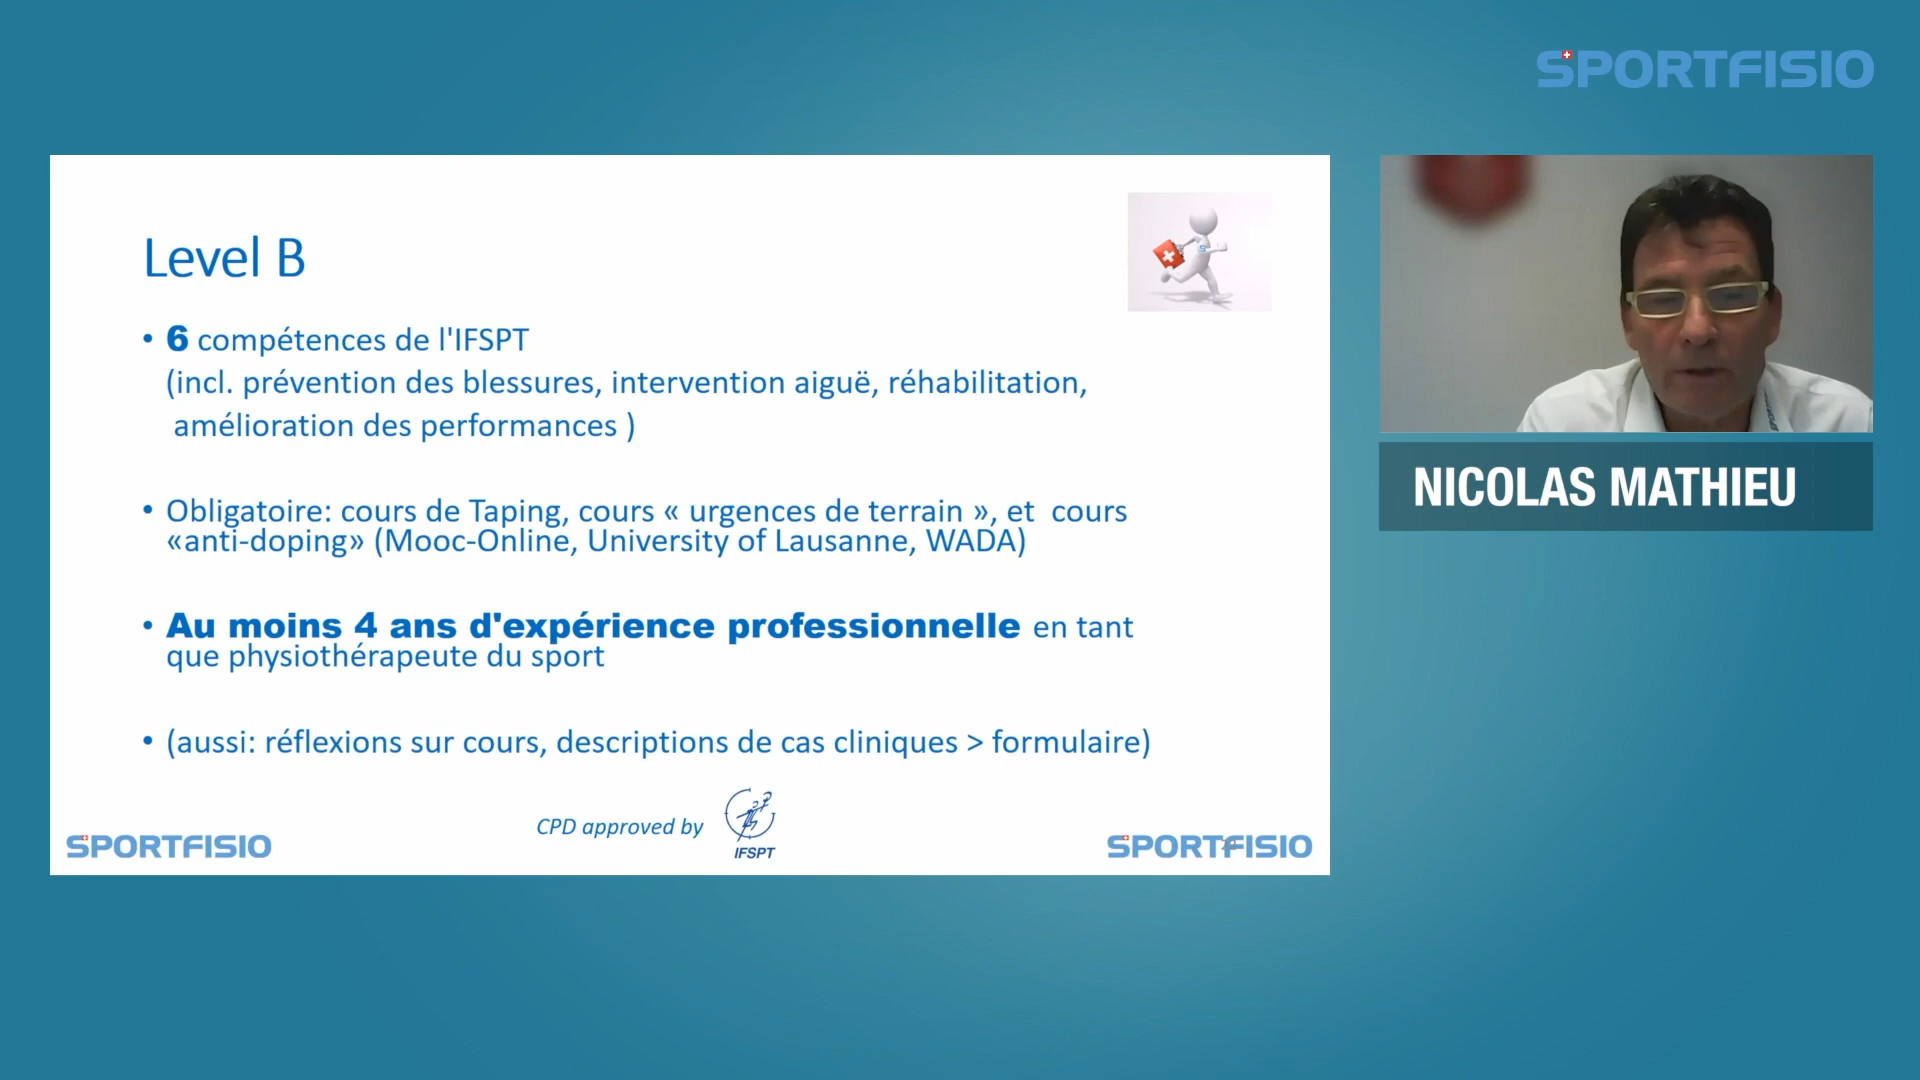 SPORTFISIO
Level B
• 6 compétences de l'IFSPT
(incl. prévention des blessures, intervention aiguë, réhabilitation,
amélioration des performances )
• Obligatoire: cours de Taping, cours « urgences de terrain », et cours
«anti-doping» (Mooc-Online, University of Lausanne, WADA)
• Au moins 4 ans d'expérience professionnelle en tant
que physiothérapeute du sport
• (aussi: réflexions sur cours, descriptions de cas cliniques > formulaire)
CPD approved by
IFSPT
SPORTFISIO
SPORTFISIO
NICOLAS MATHIEU